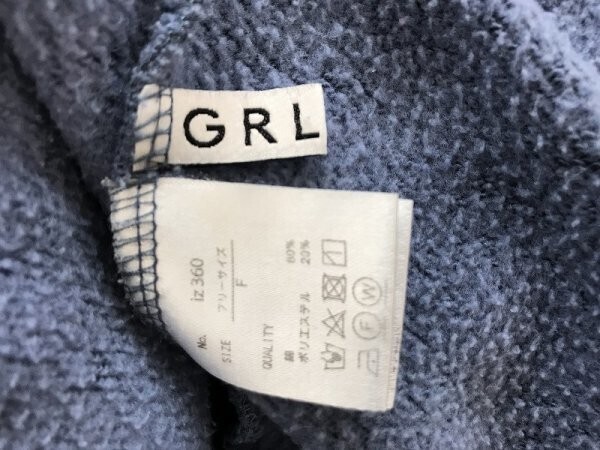 GRL
No. iz360
SIZE フリーサイズ
F
QUALITY
綿 80%
ポリエステル 20%
F W